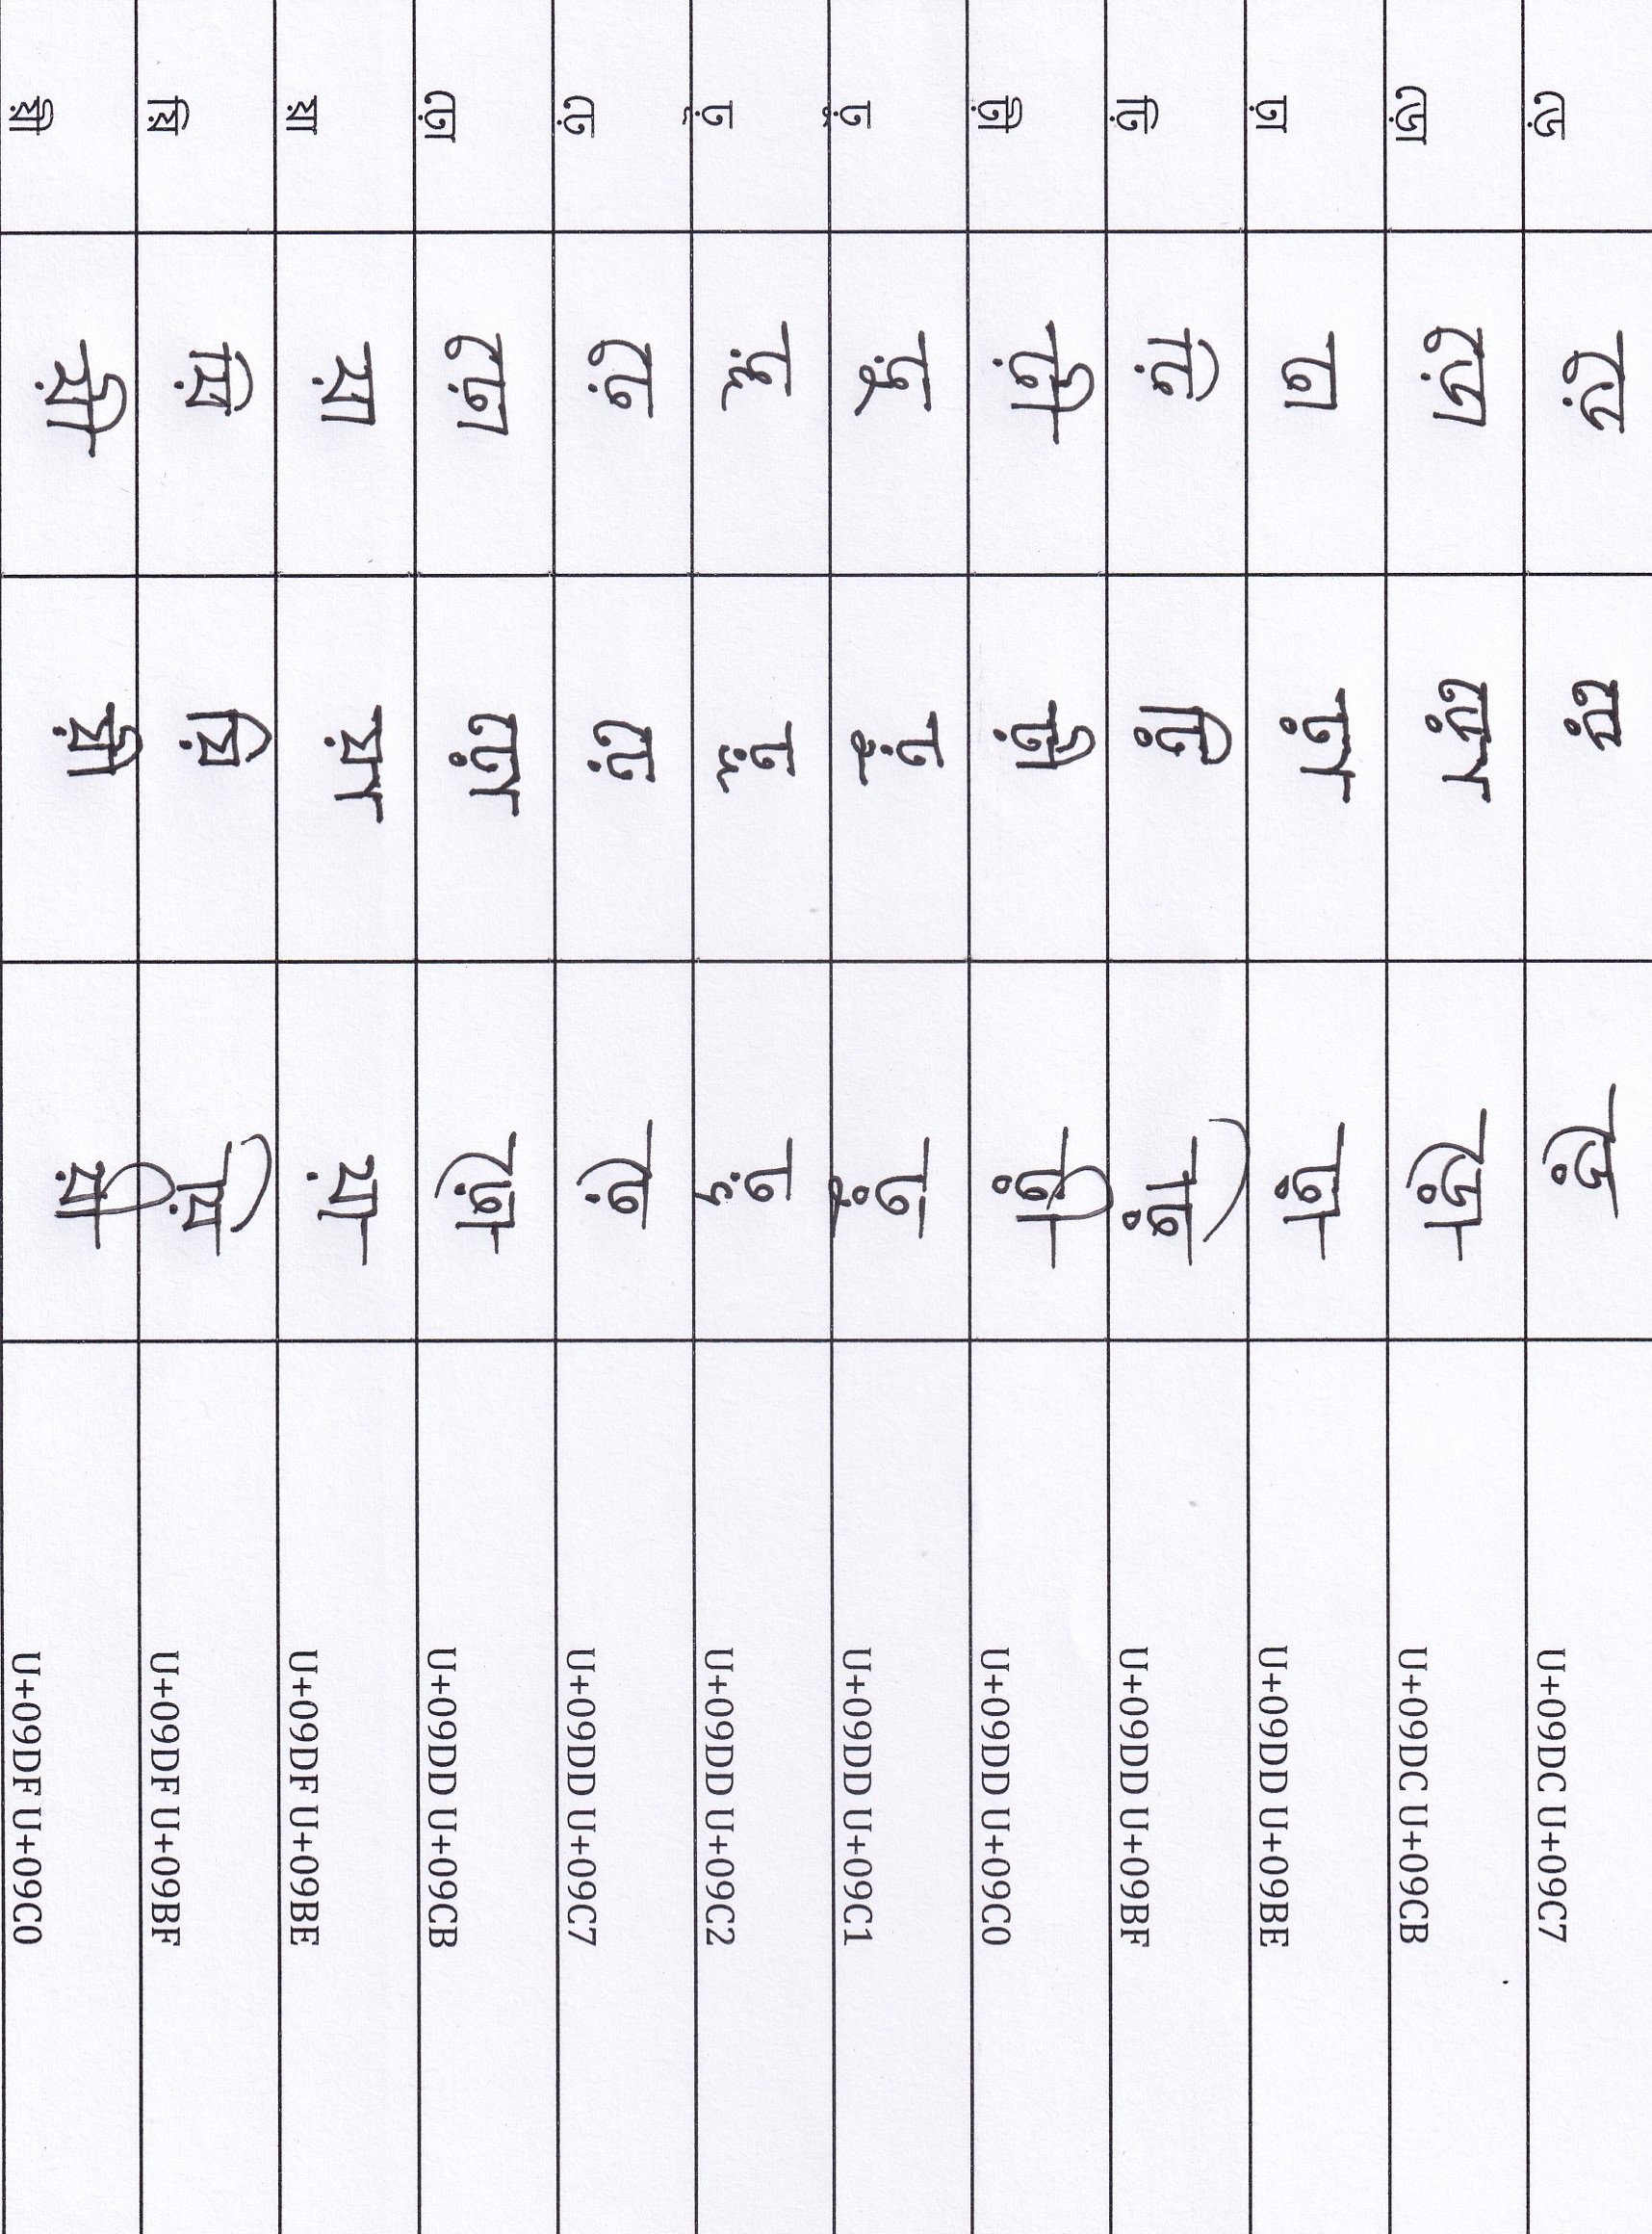 ড়ে ড়ে ড়ে ড়ে U+09DC U+09C7
ড়ো ড়ো ড়ো ড়ো U+09DC U+09CB
ঢ়া ঢা ঢ়া ঢ়া U+09DD U+09BE
ঢ়ি ঢ়ি ঢ়ি ঢ়ি U+09DD U+09BF
ঢ়ী ঢ়ী ঢ়ী ঢ়ী U+09DD U+09C0
ঢ়ু ঢ়ু ঢ়ু ঢ়ু U+09DD U+09C1
ঢ়ূ ঢ়ূ ঢ়ূ ঢ়ূ U+09DD U+09C2
ঢ়ে ঢ়ে ঢ়ে ঢ়ে U+09DD U+09C7
ঢ়ো ঢ়ো ঢ়ো ঢ়ো U+09DD U+09CB
য়া য়া য়া য়া U+09DF U+09BE
য়ি য়ি য়ি য়ি U+09DF U+09BF
য়ী য়ী য়ী য়ী U+09DF U+09C0